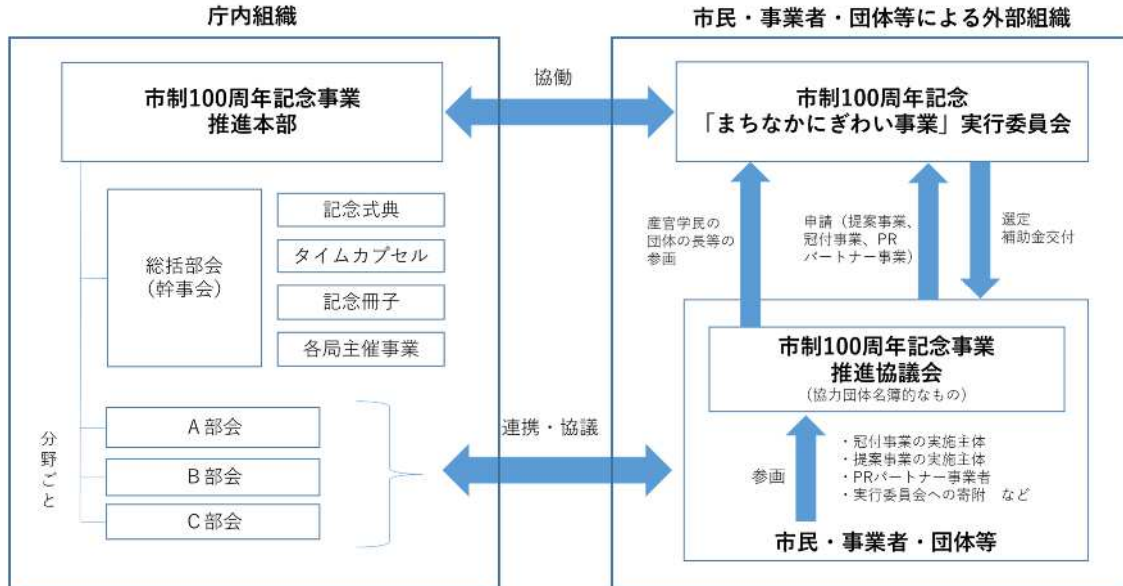 庁内組織
市制100周年記念事業
推進本部
総括部会
（幹事会）
記念式典
タイムカプセル
記念冊子
各局主催事業
分野ごと
A部会
B部会
C部会
協働
連携・協議
市民・事業者・団体等による外部組織
市制100周年記念
「まちなかにぎわい事業」実行委員会
産官学民の
団体の長等の
参画
申請（提案事業、
冠付事業、PR
パートナー事業）
選定
補助金交付
市制100周年記念事業
推進協議会
（協力団体名簿的なもの）
参画
・冠付事業の実施主体
・提案事業の実施主体
・PRパートナー事業者
・実行委員会への寄附　など
市民・事業者・団体等